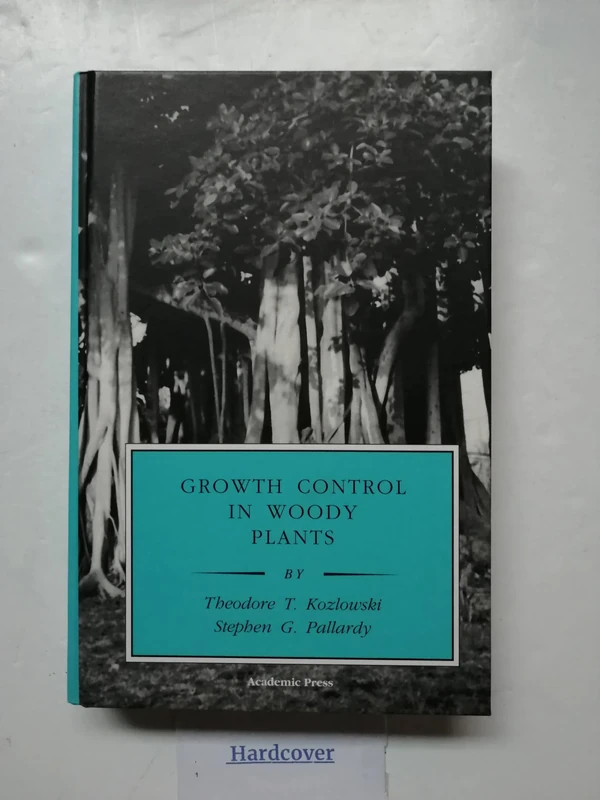 GROWTH CONTROL
IN WOODY
PLANTS
BY
Theodore T. Kozlowski
Stephen G. Pallardy
Academic Press
Hardcover